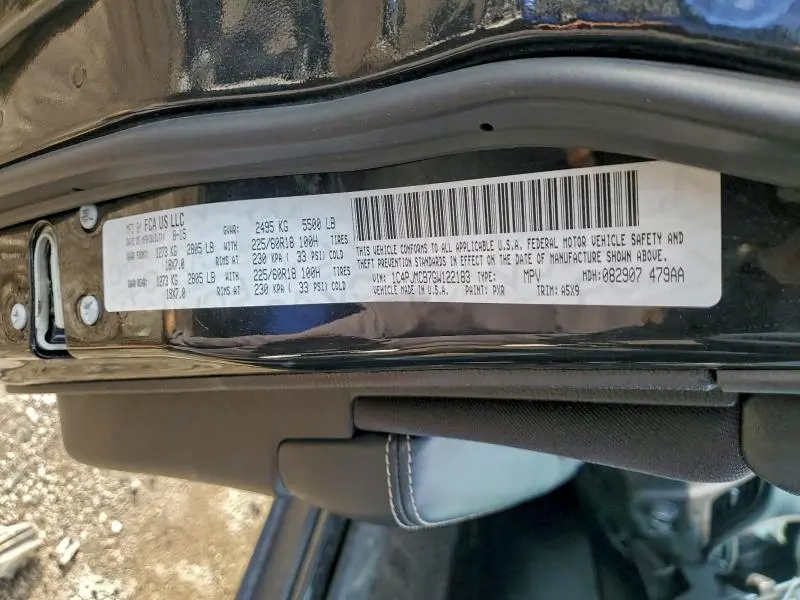 MFD BY FCA US LLC
DATE OF MFR 8-15 GVWR: 2495 KG 5500 LB
GAWR FRONT: 1273 KG 2805 LB WITH 225/60R18 100H TIRES
18X7.0 RIMS AT 230 KPA ( 33 PSI) COLD
GAWR REAR: 1273 KG 2805 LB WITH 225/60R18 100H TIRES
18X7.0 RIMS AT 230 KPA ( 33 PSI) COLD
THIS VEHICLE CONFORMS TO ALL APPLICABLE U.S.A. FEDERAL MOTOR VEHICLE SAFETY AND
THEFT PREVENTION STANDARDS IN EFFECT ON THE DATE OF MANUFACTURE SHOWN ABOVE.
VIN: 1C4PJMCB7GW122183 TYPE: MPV MDH: 082907 479AA
VEHICLE MADE IN U.S.A. PAINT: PXR TRIM: A5X9